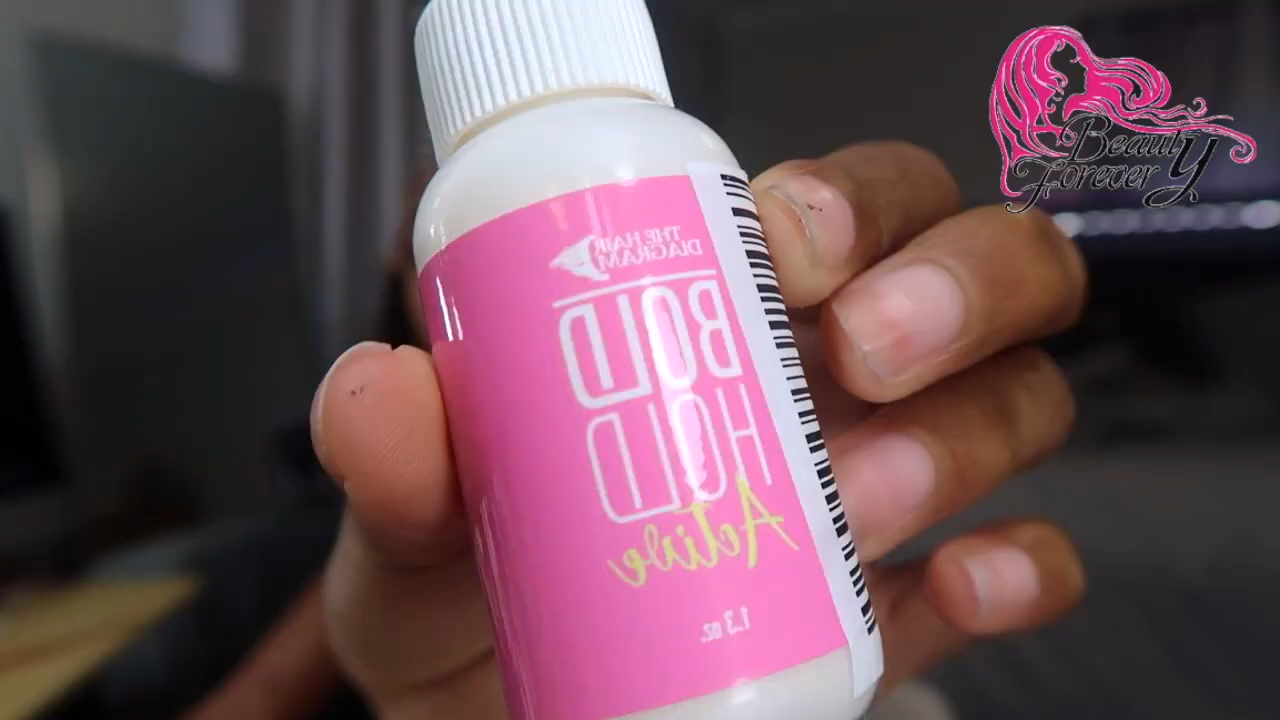 THE HAIR
DIAGRAM
BOLD
HOLD
Active
1.3 oz.
Beauty
Forever
Y